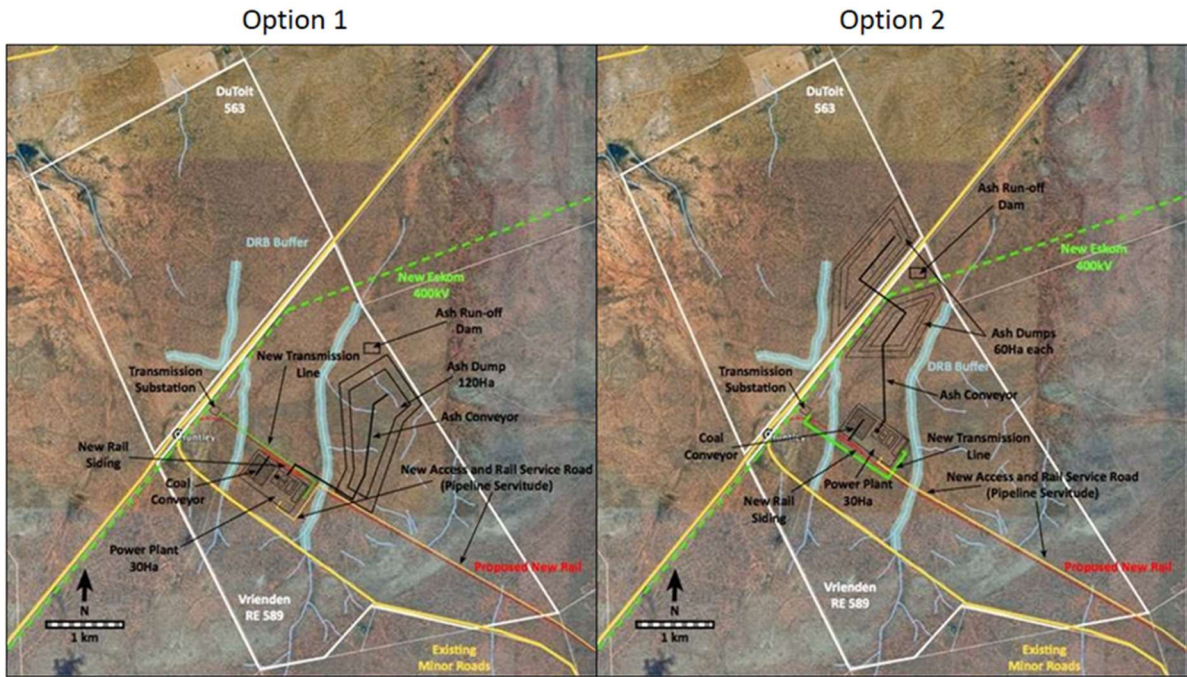 Option 1
Option 2
DuToit
563
DRB Buffer
New Eskom
400kV
Ash Run-off
Dam
New Transmission
Line
Ash Dump
120Ha
Transmission
Substation
Ash Conveyor
Huntley
New Rail
Siding
New Access and Rail Service Road
(Pipeline Servitude)
Coal
Conveyor
Power Plant
30Ha
Proposed New Rail
N
Vrienden
RE 589
1 km
Existing
Minor Roads
DuToit
563
Ash Run-off
Dam
New Eskom
400kV
Ash Dumps
60Ha each
DRB Buffer
Transmission
Substation
Ash Conveyor
Huntley
Coal
Conveyor
New Transmission
Line
New Access and Rail Service Road
(Pipeline Servitude)
Power Plant
30Ha
New Rail
Siding
Proposed New Rail
N
Vrienden
RE 589
1 km
Existing
Minor Roads